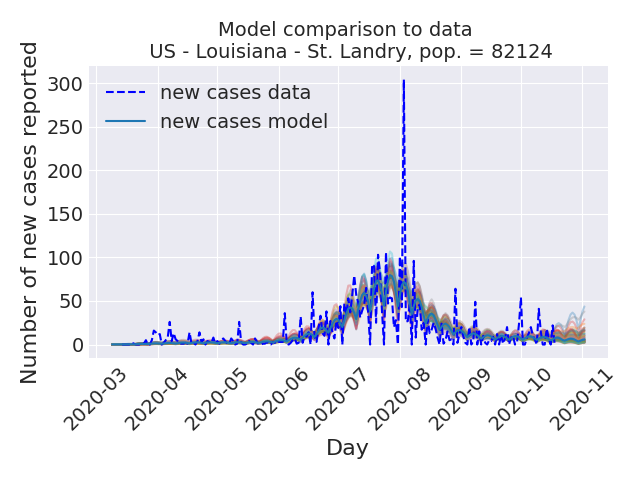 Model comparison to data
US - Louisiana - St. Landry, pop. = 82124
Number of new cases reported
300
250
200
150
100
50
0
new cases data
new cases model
2020-03
2020-04
2020-05
2020-06
2020-07
2020-08
2020-09
2020-10
2020-11
Day